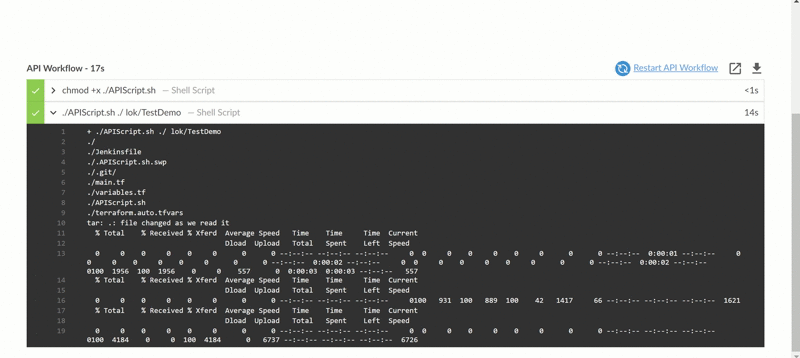 API Workflow - 17s
Restart API Workflow
chmod +x ./APIScript.sh — Shell Script <1s
./APIScript.sh ./ lok/TestDemo — Shell Script 14s
1 + ./APIScript.sh ./ lok/TestDemo
2 ./
3 ./Jenkinsfile
4 ./.APIScript.sh.swp
5 ./.git/
6 ./main.tf
7 ./variables.tf
8 ./APIScript.sh
9 ./terraform.auto.tfvars
10 tar: .: file changed as we read it
11 % Total % Received % Xferd Average Speed Time Time Time Current
12 Dload Upload Total Spent Left Speed
13 0 0 0 0 0 0 0 0 --:--:-- --:--:-- --:--:-- 0 0 0 0 0 0 0 0 0 --:--:-- 0:00:01 --:--:-- 0
0 0 0 0 0 0 0 0 --:--:-- 0:00:02 --:--:-- 0 0 0 0 0 0 0 0 0 --:--:-- 0:00:02 --:--:--
0100 1956 100 1956 0 0 557 0 0:00:03 0:00:03 --:--:-- 557
14 % Total % Received % Xferd Average Speed Time Time Time Current
15 Dload Upload Total Spent Left Speed
16 0 0 0 0 0 0 0 0 --:--:-- --:--:-- --:--:-- 0100 931 100 889 100 42 1417 66 --:--:-- --:--:-- --:--:-- 1621
17 % Total % Received % Xferd Average Speed Time Time Time Current
18 Dload Upload Total Spent Left Speed
19 0 0 0 0 0 0 0 0 --:--:-- --:--:-- --:--:-- 0 0 0 0 0 0 0 0 0 --:--:-- --:--:-- --:--:--
0100 4184 0 0 100 4184 0 6737 --:--:-- --:--:-- --:--:-- 6726